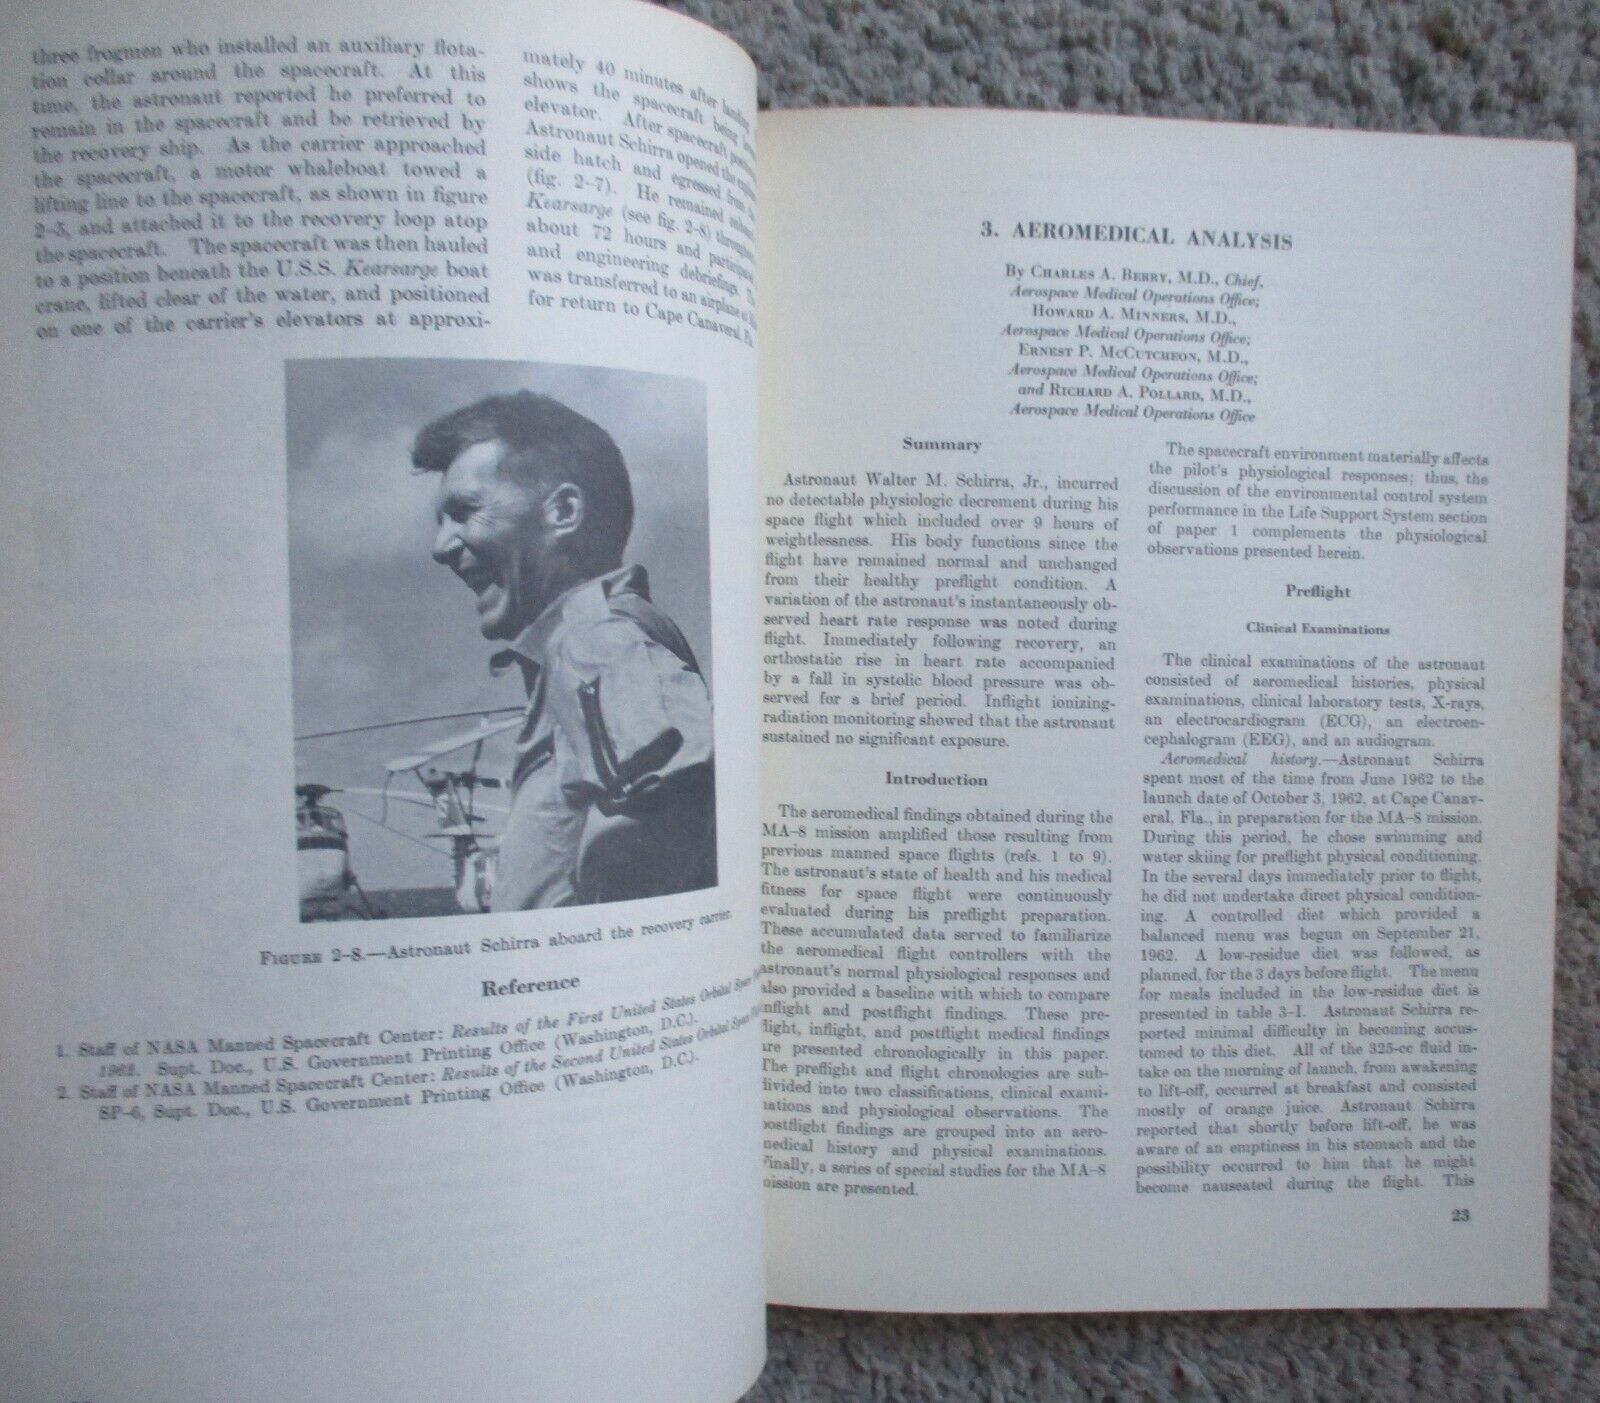 three frogmen who installed an auxiliary flota-
tion collar around the spacecraft. At this
time, the astronaut reported he preferred to
remain in the spacecraft and be retrieved by
the recovery ship. As the carrier approached
the spacecraft, a motor whaleboat towed a
lifting line to the spacecraft, as shown in figure
2–5, and attached it to the recovery loop atop
the spacecraft. The spacecraft was then hauled
to a position beneath the U.S.S. Kearsarge boat
crane, lifted clear of the water, and positioned
on one of the carrier's elevators at approxi-
mately 40 minutes after landing
shows the spacecraft being
elevator. After spacecraft
Astronaut Schirra opened the
side hatch and egressed from
(fig. 2–7). He remained
Kearsarge (see fig. 2–8)
about 72 hours and
and engineering debriefings.
was transferred to an airplane at
for return to Cape Canaveral,
FIGURE 2–8.—Astronaut Schirra aboard the recovery carrier.
Reference
1. Staff of NASA Manned Spacecraft Center: Results of the First United States Orbital
1962. Supt. Doc., U.S. Government Printing Office (Washington, D.C.).
2. Staff of NASA Manned Spacecraft Center: Results of the Second United States Orbital
SP–6, Supt. Doc., U.S. Government Printing Office (Washington, D.C.).
3. AEROMEDICAL ANALYSIS
By CHARLES A. BERRY, M.D., Chief,
Aerospace Medical Operations Office;
HOWARD A. MINNERS, M.D.,
Aerospace Medical Operations Office;
ERNEST P. MCCUTCHEON, M.D.,
Aerospace Medical Operations Office;
and RICHARD A. POLLARD, M.D.,
Aerospace Medical Operations Office
Summary
Astronaut Walter M. Schirra, Jr., incurred
no detectable physiologic decrement during his
space flight which included over 9 hours of
weightlessness. His body functions since the
flight have remained normal and unchanged
from their healthy preflight condition. A
variation of the astronaut's instantaneously ob-
served heart rate response was noted during
flight. Immediately following recovery, an
orthostatic rise in heart rate accompanied
by a fall in systolic blood pressure was ob-
served for a brief period. Inflight ionizing-
radiation monitoring showed that the astronaut
sustained no significant exposure.
Introduction
The aeromedical findings obtained during the
MA–8 mission amplified those resulting from
previous manned space flights (refs. 1 to 9).
The astronaut's state of health and his medical
fitness for space flight were continuously
evaluated during his preflight preparation.
These accumulated data served to familiarize
the aeromedical flight controllers with the
astronaut's normal physiological responses and
also provided a baseline with which to compare
inflight and postflight findings. These pre-
flight, inflight, and postflight medical findings
are presented chronologically in this paper.
The preflight and flight chronologies are sub-
divided into two classifications, clinical exami-
nations and physiological observations. The
postflight findings are grouped into an aero-
medical history and physical examinations.
Finally, a series of special studies for the MA–8
mission are presented.
The spacecraft environment materially affects
the pilot's physiological responses; thus, the
discussion of the environmental control system
performance in the Life Support System section
of paper 1 complements the physiological
observations presented herein.
Preflight
Clinical Examinations
The clinical examinations of the astronaut
consisted of aeromedical histories, physical
examinations, clinical laboratory tests, X-rays,
an electrocardiogram (ECG), an electroen-
cephalogram (EEG), and an audiogram.
Aeromedical history.—Astronaut Schirra
spent most of the time from June 1962 to the
launch date of October 3, 1962, at Cape Canav-
eral, Fla., in preparation for the MA–8 mission.
During this period, he chose swimming and
water skiing for preflight physical conditioning.
In the several days immediately prior to flight,
he did not undertake direct physical condition-
ing. A controlled diet which provided a
balanced menu was begun on September 21,
1962. A low-residue diet was followed, as
planned, for the 3 days before flight. The menu
for meals included in the low-residue diet is
presented in table 3–I. Astronaut Schirra re-
ported minimal difficulty in becoming accus-
tomed to this diet. All of the 325-cc fluid in-
take on the morning of launch, from awakening
to lift-off, occurred at breakfast and consisted
mostly of orange juice. Astronaut Schirra
reported that shortly before lift-off, he was
aware of an emptiness in his stomach and the
possibility occurred to him that he might
become nauseated during the flight. This
23